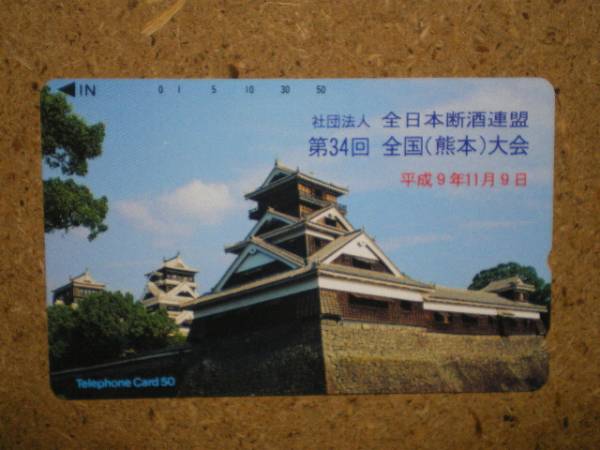 ◀IN 0 1 5 10 30 50
社団法人 全日本断酒連盟
第34回 全国(熊本)大会
平成9年11月9日
Telephone Card 50